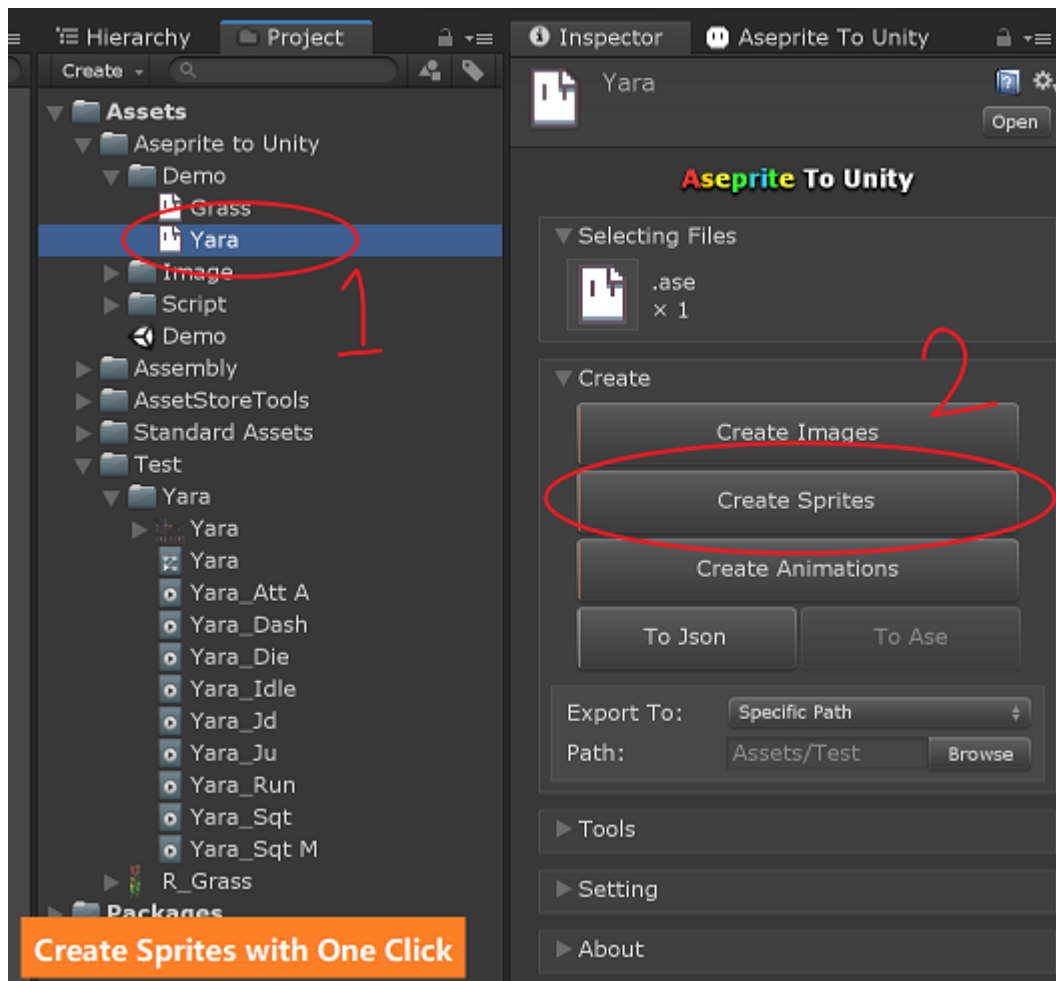 Hierarchy
Project
Create
Assets
Aseprite to Unity
Demo
Grass
Yara
Image
Script
Demo
Assembly
AssetStoreTools
Standard Assets
Test
Yara
Yara
Yara
Yara_Att A
Yara_Dash
Yara_Die
Yara_Idle
Yara_Jd
Yara_Ju
Yara_Run
Yara_Sqt
Yara_Sqt M
R_Grass
Packages
Create Sprites with One Click
1
Inspector
Aseprite To Unity
Yara
Open
Aseprite To Unity
Selecting Files
.ase
× 1
Create
2
Create Images
Create Sprites
Create Animations
To Json
To Ase
Export To: Specific Path
Path: Assets/Test Browse
Tools
Setting
About